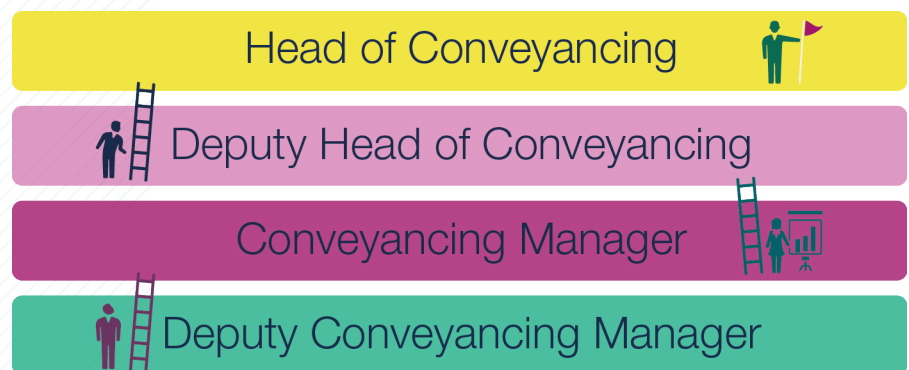 Head of Conveyancing
Deputy Head of Conveyancing
Conveyancing Manager
Deputy Conveyancing Manager